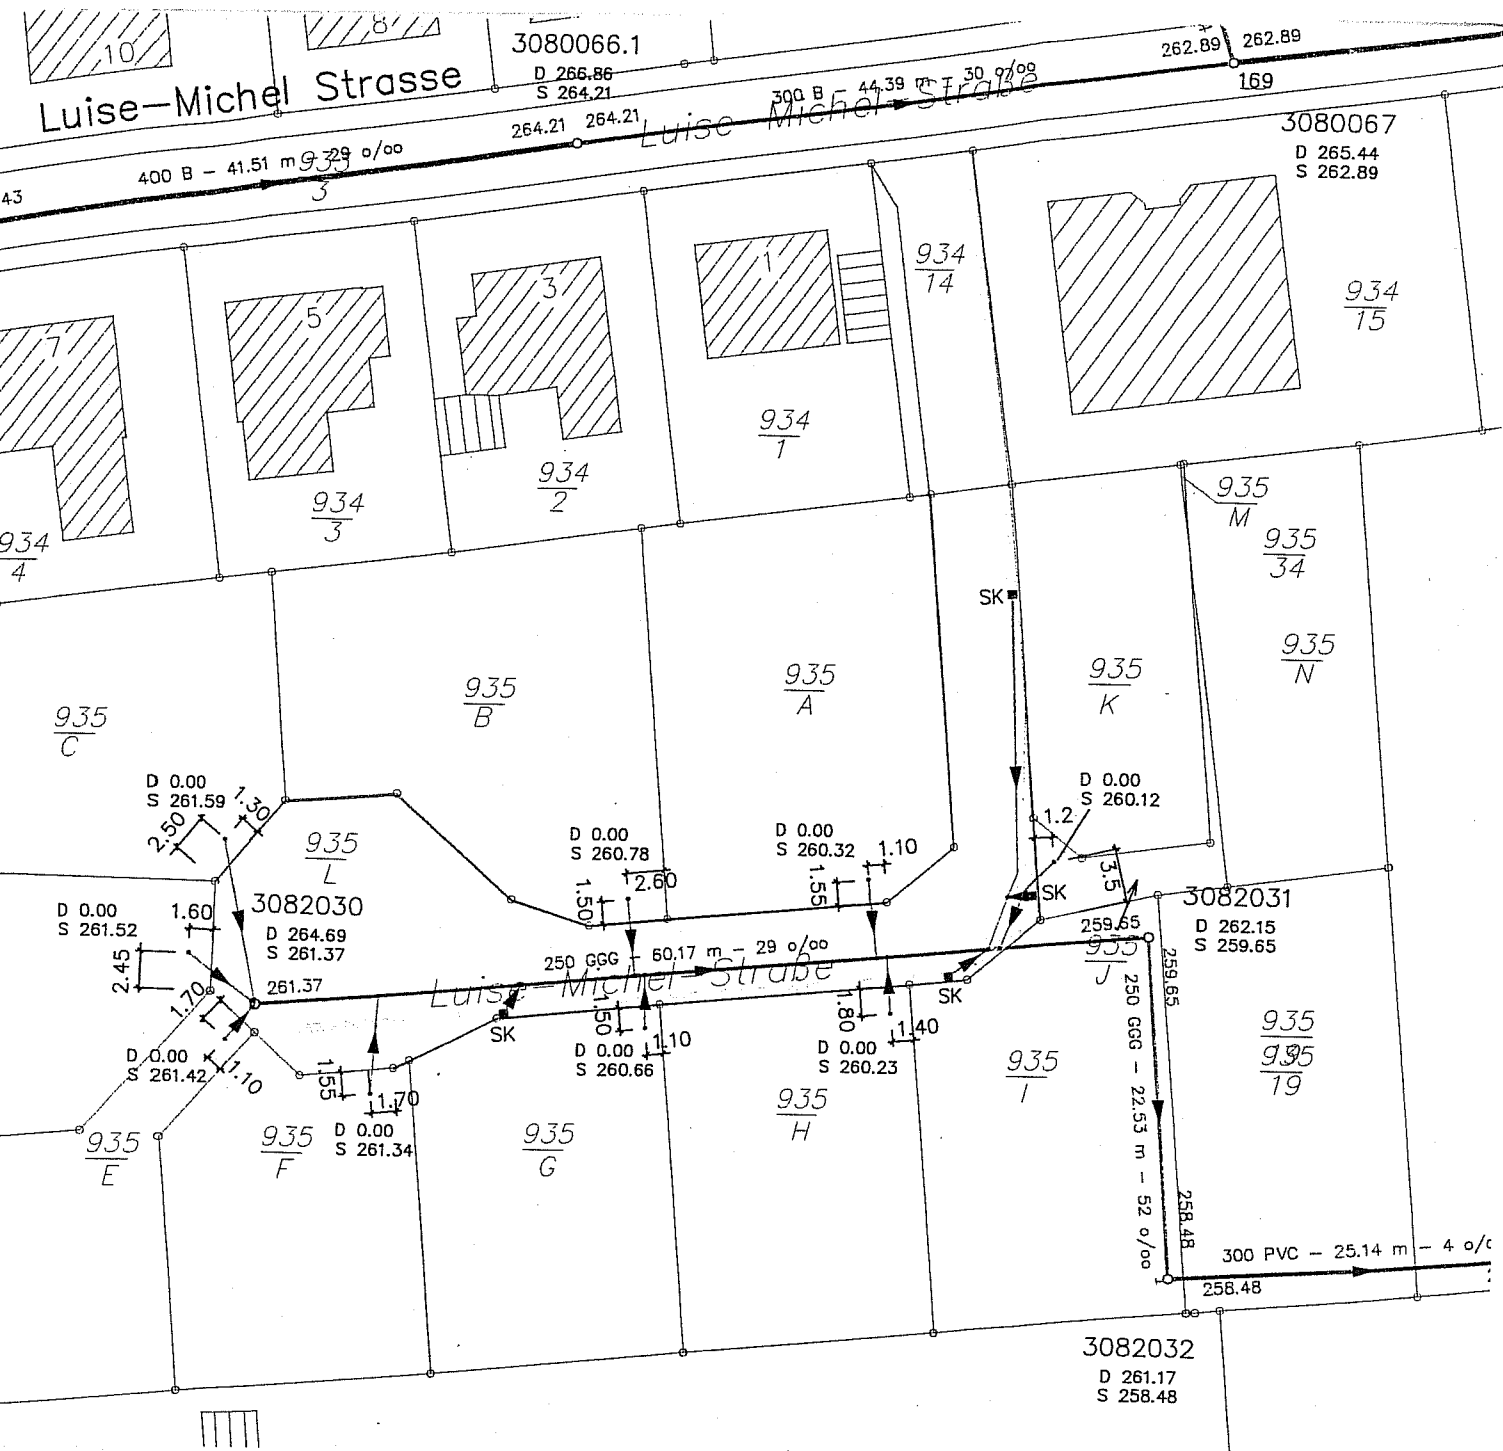 10
8
3080066.1
D 266.86
S 264.21
Luise-Michel Strasse
262.89
262.89
169
300 B - 44.39 m - 30 o/oo
Luise-Michel-Straße
264.21
264.21
3080067
D 265.44
S 262.89
400 B - 41.51 m - 29 o/oo
933
3
43
934
14
934
15
1
3
5
7
934
1
934
2
934
3
934
4
935
M
935
34
SK
935
N
935
K
935
A
935
B
935
C
D 0.00
S 261.59
1.30
2.50
935
L
D 0.00
S 260.78
2.60
1.50
D 0.00
S 260.32
1.10
1.55
D 0.00
S 260.12
1.2
3.5
SK
3082031
D 262.15
S 259.65
259.65
935
J
3082030
D 264.69
S 261.37
D 0.00
S 261.52
1.60
2.45
1.70
261.37
250 GGG - 60.17 m - 29 o/oo
Luise-Michel-Straße
SK
SK
259.65
250 GGG - 22.53 m - 52 o/oo
258.48
935
935
19
D 0.00
S 261.42
1.10
1.55
1.70
D 0.00
S 261.34
1.50
1.10
D 0.00
S 260.66
1.80
1.40
D 0.00
S 260.23
935
I
935
H
935
G
935
F
935
E
300 PVC - 25.14 m - 4 o/o
258.48
3082032
D 261.17
S 258.48